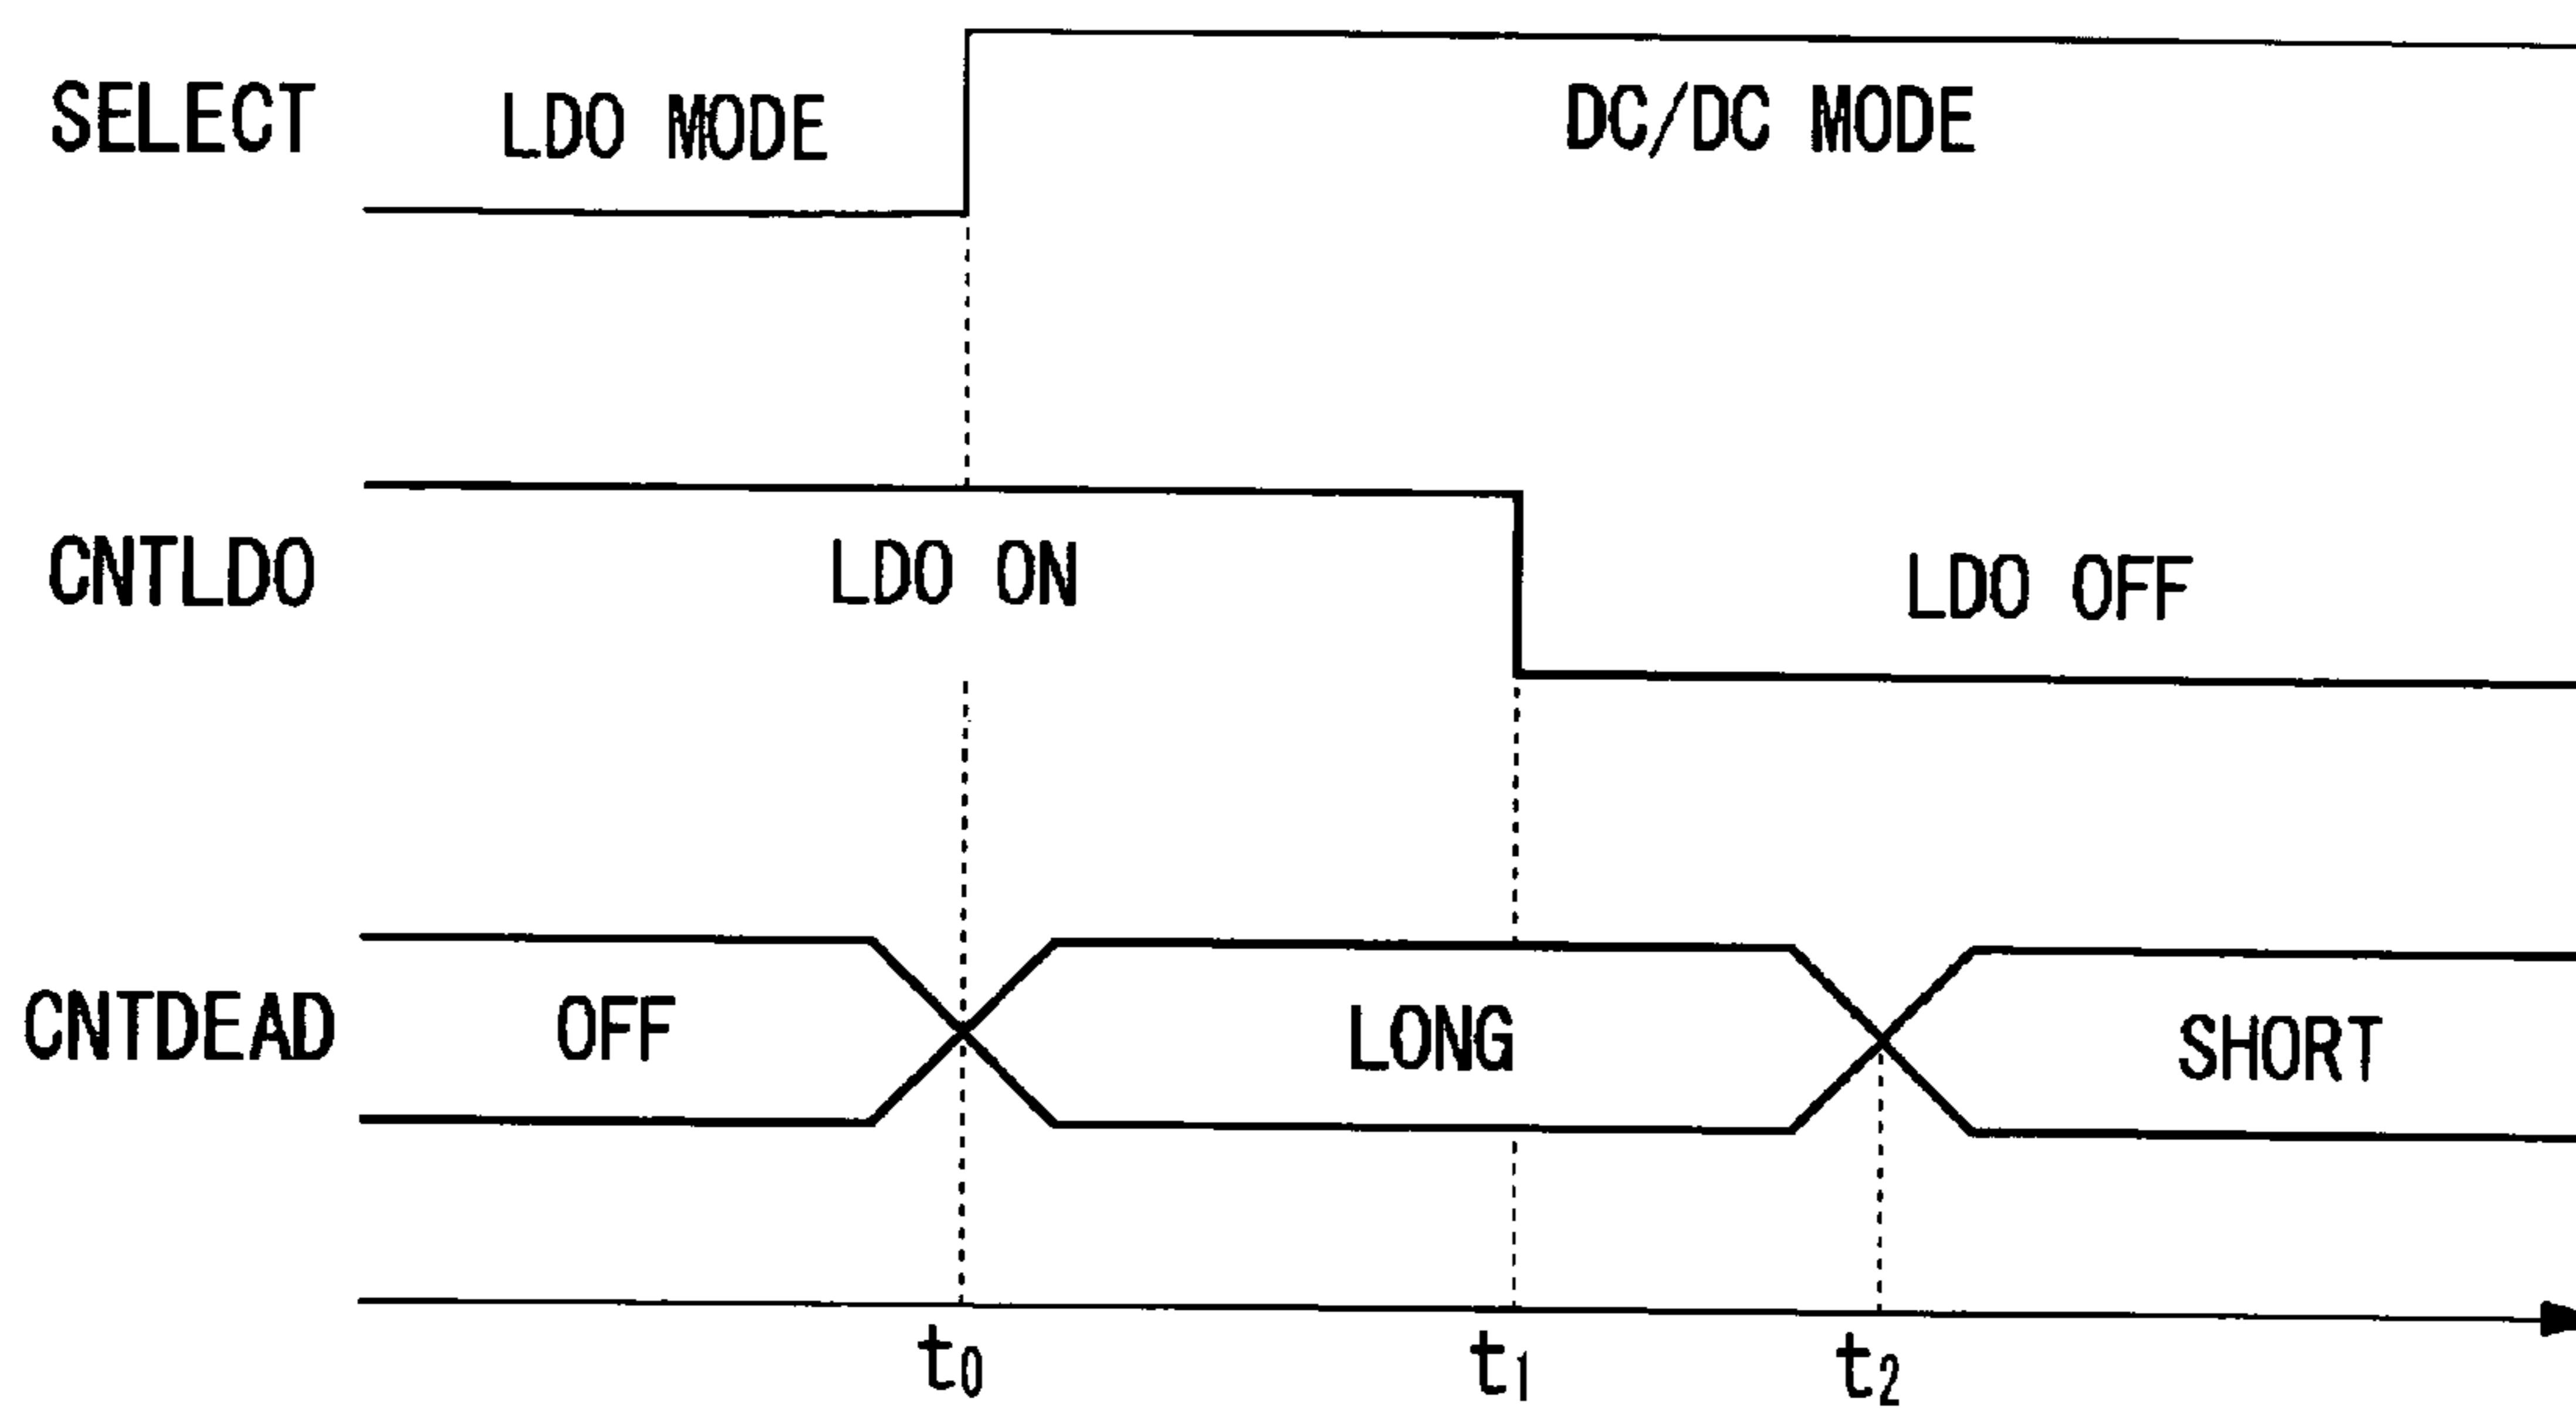 SELECT LDO MODE DC/DC MODE
CNTLDO LDO ON LDO OFF
CNTDEAD OFF LONG SHORT
t0 t1 t2